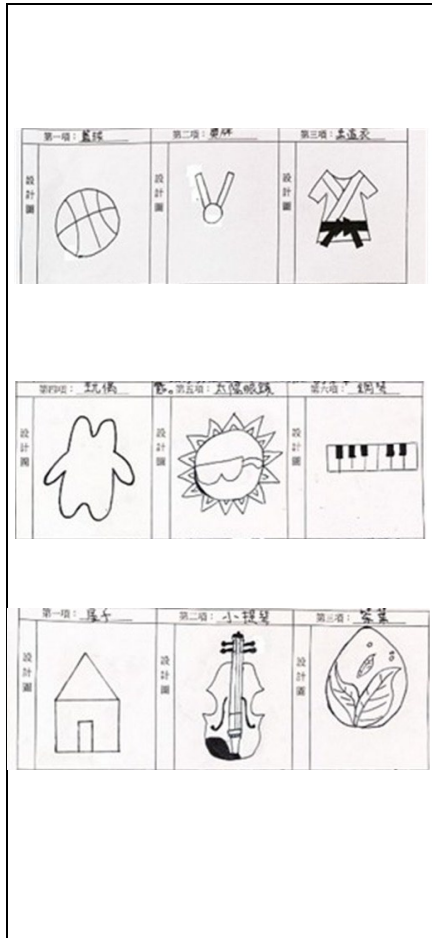 第一項：籃球 第二項：獎牌 第三項：柔道衣
設計圖 設計圖 設計圖
第四項：玩偶 第五項：太陽眼鏡 第六項：鋼琴
設計圖 設計圖 設計圖
第一項：房子 第二項：小提琴 第三項：茶葉
設計圖 設計圖 設計圖